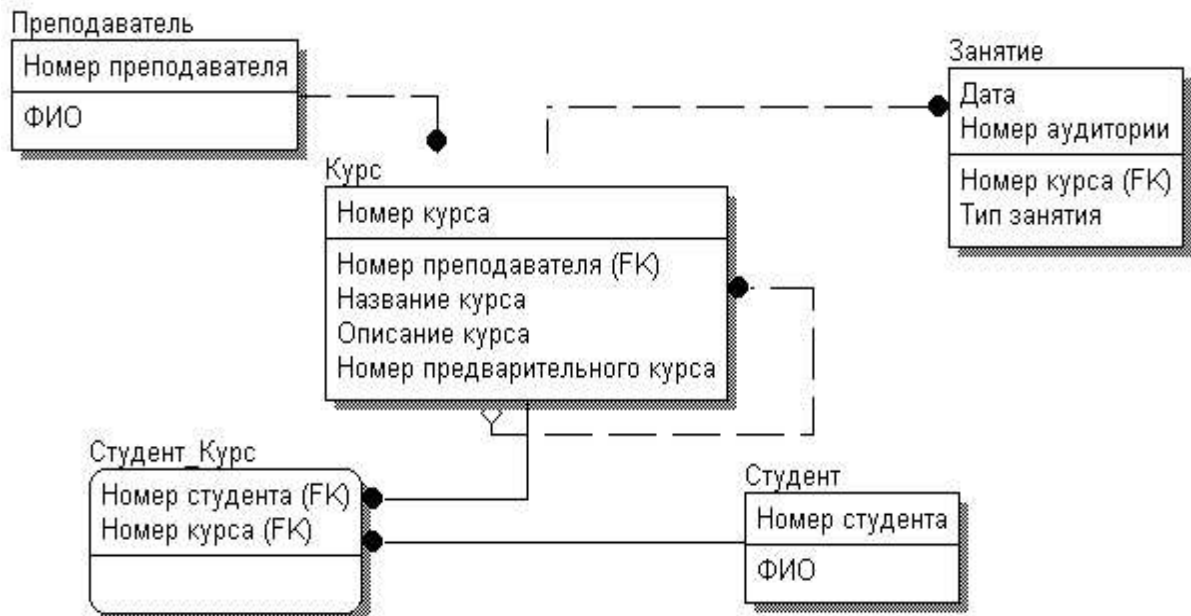 Преподаватель
Номер преподавателя
ФИО
Занятие
Дата
Номер аудитории
Номер курса (FK)
Тип занятия
Курс
Номер курса
Номер преподавателя (FK)
Название курса
Описание курса
Номер предварительного курса
Студент_Курс
Номер студента (FK)
Номер курса (FK)
Студент
Номер студента
ФИО